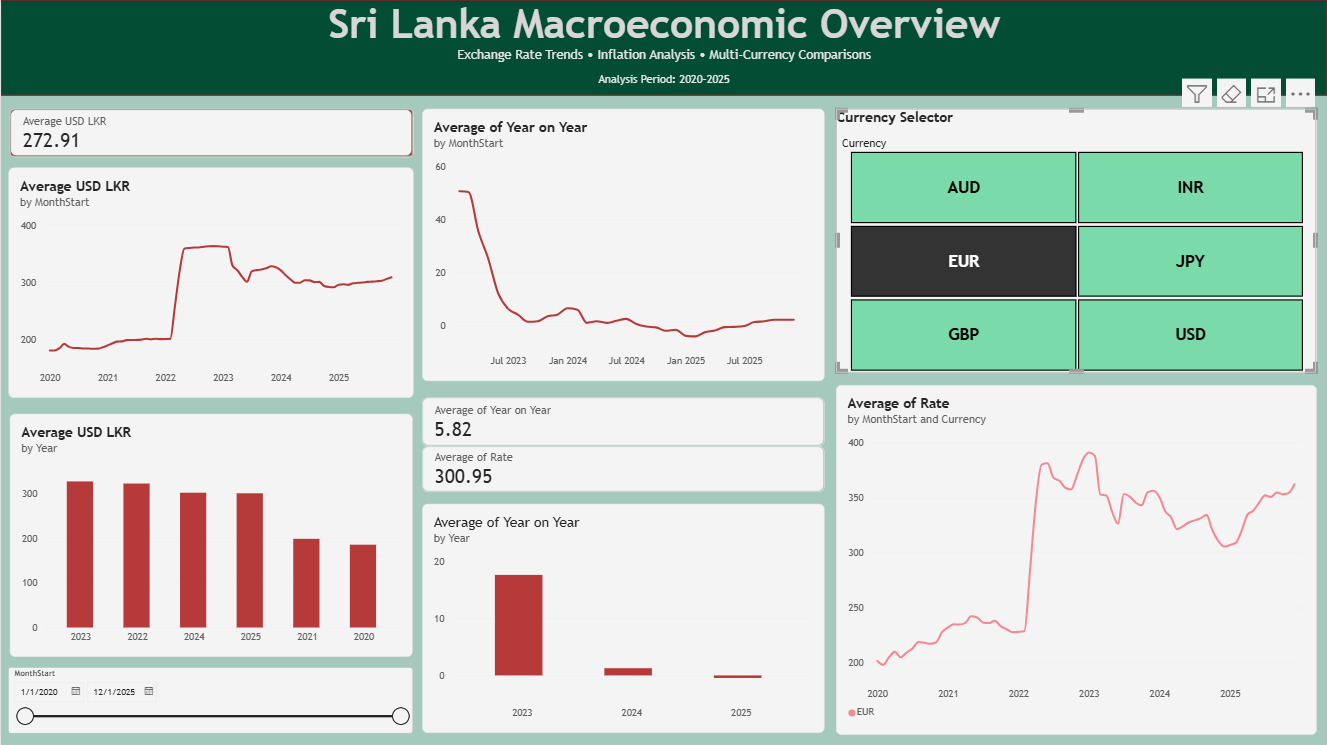 Sri Lanka Macroeconomic Overview
Exchange Rate Trends • Inflation Analysis • Multi-Currency Comparisons
Analysis Period: 2020-2025
Average USD LKR
272.91
Average USD LKR
by MonthStart
400
300
200
2020 2021 2022 2023 2024 2025
Average USD LKR
by Year
300
200
100
0
2023 2022 2024 2025 2021 2020
MonthStart
1/1/2020 12/1/2025
Average of Year on Year
by MonthStart
60
40
20
0
Jul 2023 Jan 2024 Jul 2024 Jan 2025 Jul 2025
Average of Year on Year
5.82
Average of Rate
300.95
Average of Year on Year
by Year
20
10
0
2023 2024 2025
Currency Selector
Currency
AUD INR
EUR JPY
GBP USD
Average of Rate
by MonthStart and Currency
400
350
300
250
200
2020 2021 2022 2023 2024 2025
EUR